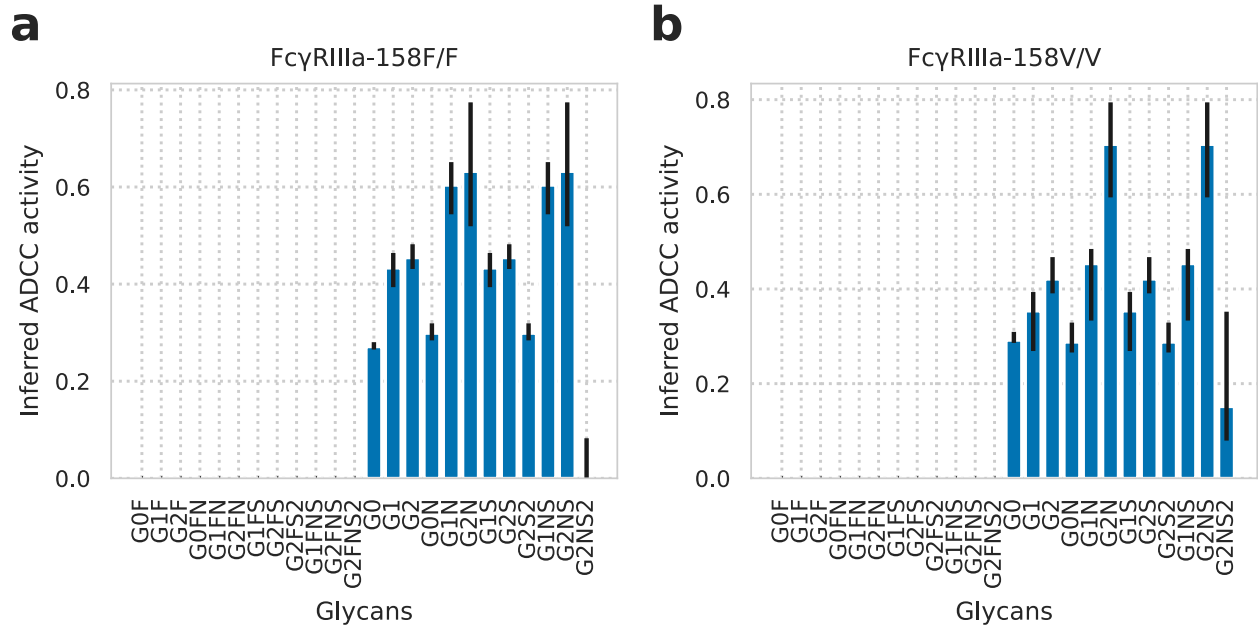 a
FcγRIIIa-158F/F
Inferred ADCC activity
0.8
0.6
0.4
0.2
0.0
G0F
G1F
G2F
G0FN
G1FN
G2FN
G1FS
G2FS
G2FS2
G1FNS
G2FNS
G2FNS2
G0
G1
G2
G0N
G1N
G2N
G1S
G2S
G2S2
G1NS
G2NS
G2NS2
Glycans
b
FcγRIIIa-158V/V
Inferred ADCC activity
0.8
0.6
0.4
0.2
0.0
G0F
G1F
G2F
G0FN
G1FN
G2FN
G1FS
G2FS
G2FS2
G1FNS
G2FNS
G2FNS2
G0
G1
G2
G0N
G1N
G2N
G1S
G2S
G2S2
G1NS
G2NS
G2NS2
Glycans